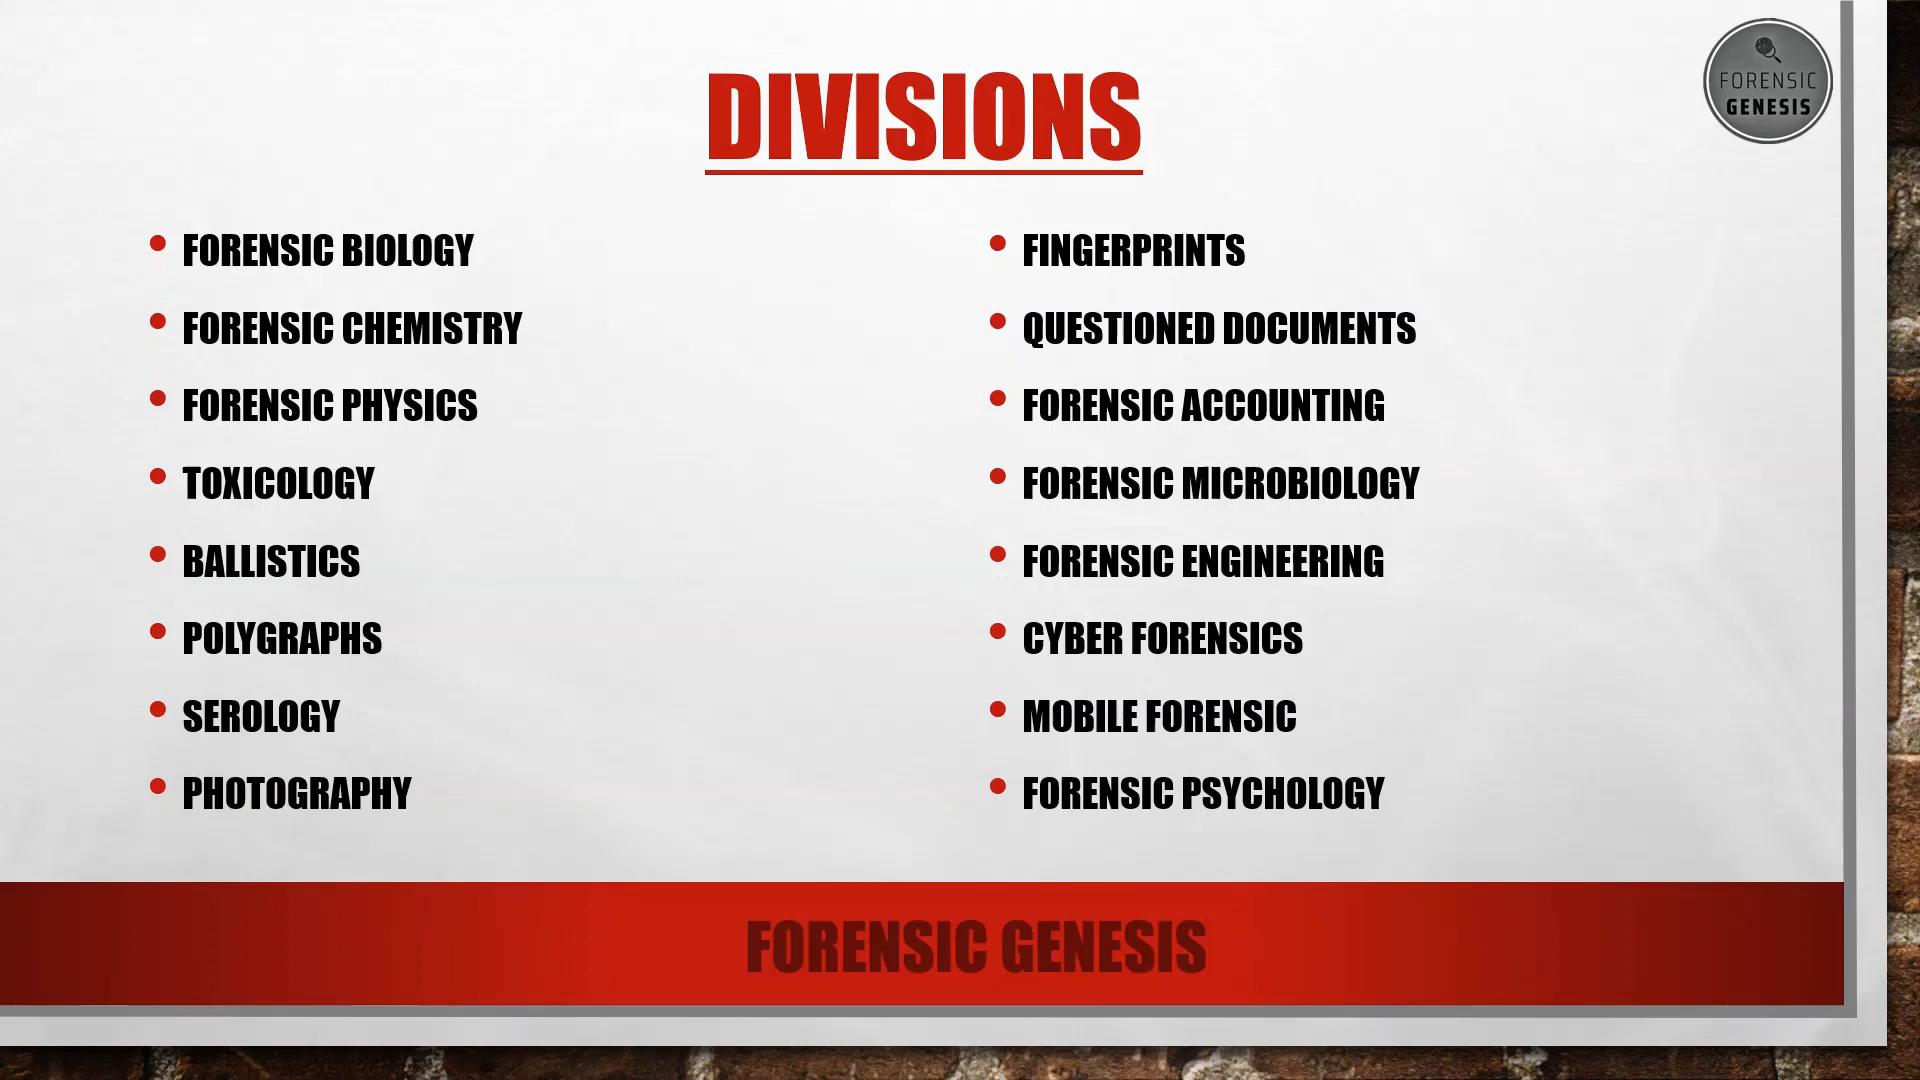 DIVISIONS
FORENSIC
GENESIS
• FORENSIC BIOLOGY
• FORENSIC CHEMISTRY
• FORENSIC PHYSICS
• TOXICOLOGY
• BALLISTICS
• POLYGRAPHS
• SEROLOGY
• PHOTOGRAPHY
• FINGERPRINTS
• QUESTIONED DOCUMENTS
• FORENSIC ACCOUNTING
• FORENSIC MICROBIOLOGY
• FORENSIC ENGINEERING
• CYBER FORENSICS
• MOBILE FORENSIC
• FORENSIC PSYCHOLOGY
FORENSIC GENESIS